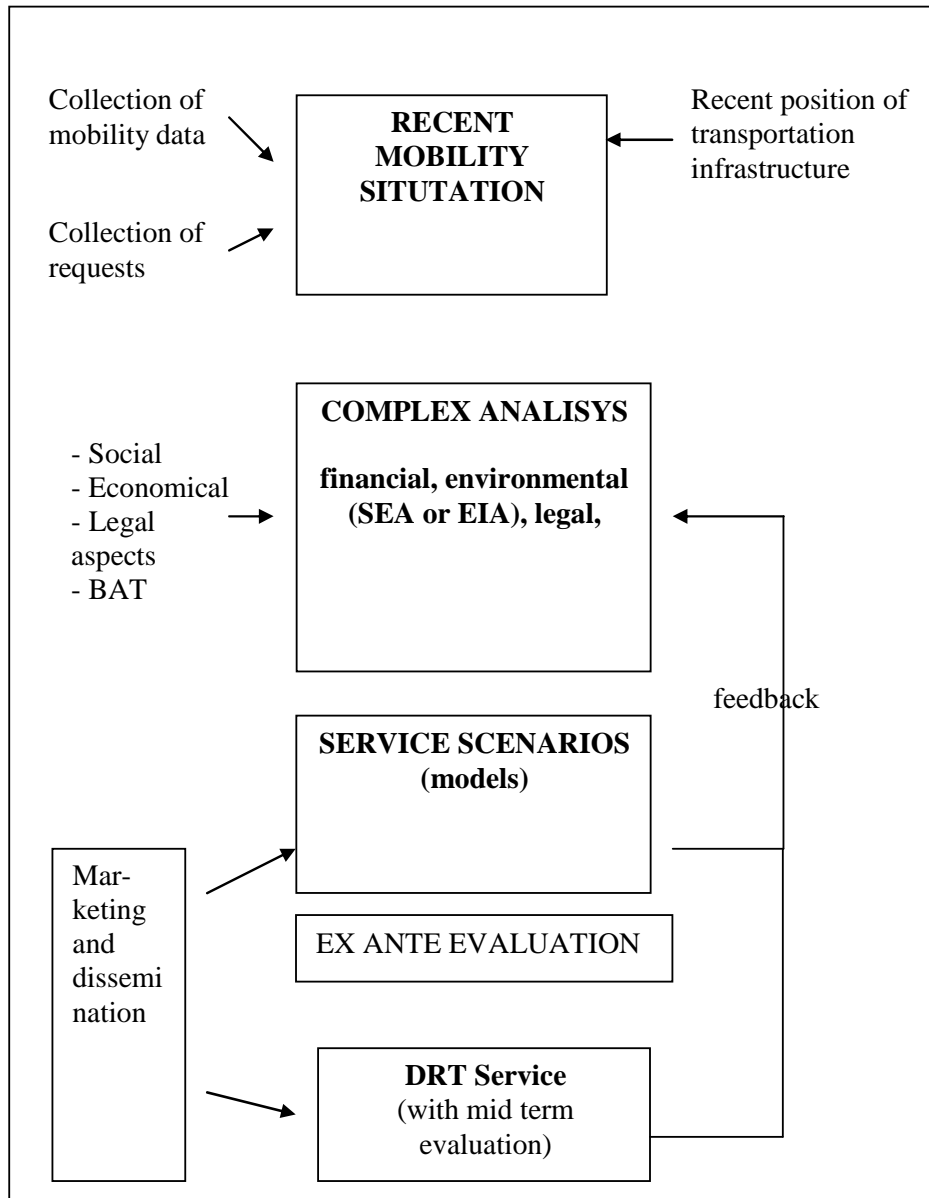 Collection of
mobility data
RECENT
MOBILITY
SITUTATION
Recent position of
transportation
infrastructure
Collection of
requests
COMPLEX ANALISYS
financial, environmental
(SEA or EIA), legal,
- Social
- Economical
- Legal
aspects
- BAT
feedback
SERVICE SCENARIOS
(models)
Mar-
keting
and
dissemi
nation
EX ANTE EVALUATION
DRT Service
(with mid term
evaluation)